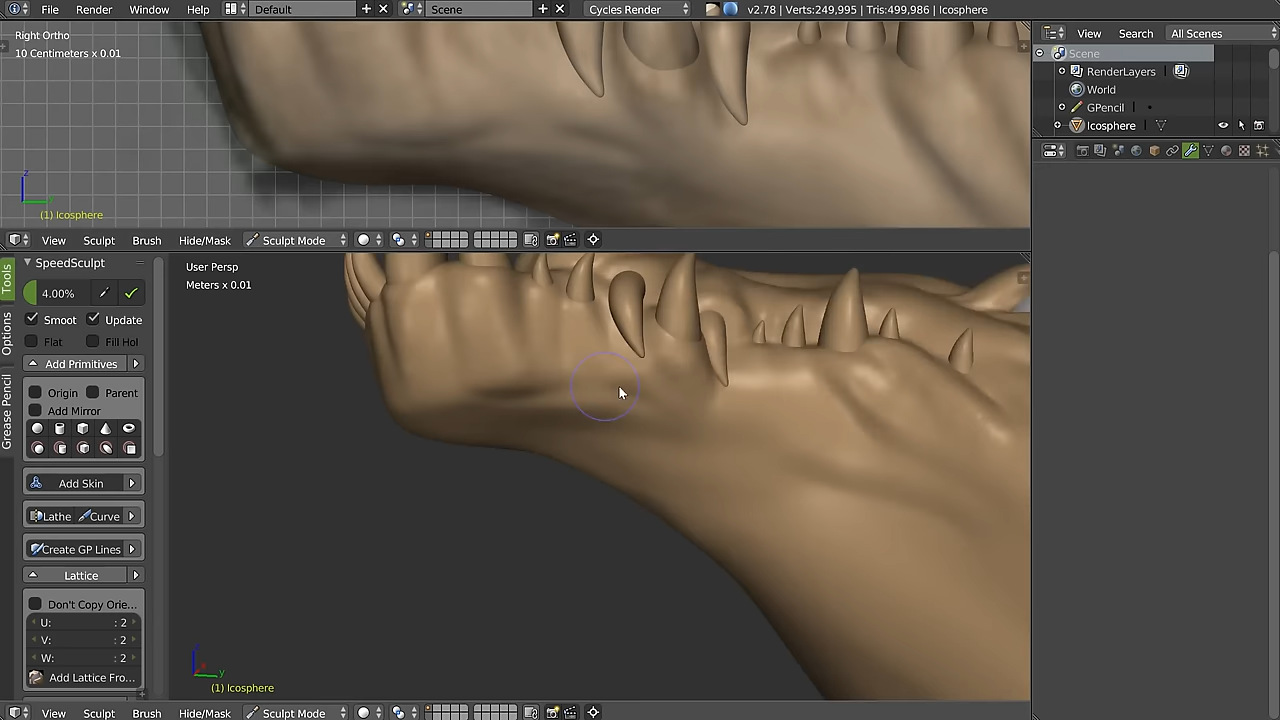 File Render Window Help Default Scene Cycles Render v2.78 | Verts:249,995 | Tris:499,986 | Icosphere
Right Ortho
10 Centimeters x 0.01
z
(1) Icosphere
View Sculpt Brush Hide/Mask Sculpt Mode
View Search All Scenes
Scene
RenderLayers
World
GPencil
Icosphere
Tools
Options
Grease Pencil
SpeedSculpt
4.00%
Smoot Update
Flat Fill Hol
Add Primitives
Origin Parent
Add Mirror
Add Skin
Lathe Curve
Create GP Lines
Lattice
Don't Copy Orie...
U: : 2
V: : 2
W: : 2
Add Lattice Fro...
User Persp
Meters x 0.01
y
(1) Icosphere
View Sculpt Brush Hide/Mask Sculpt Mode